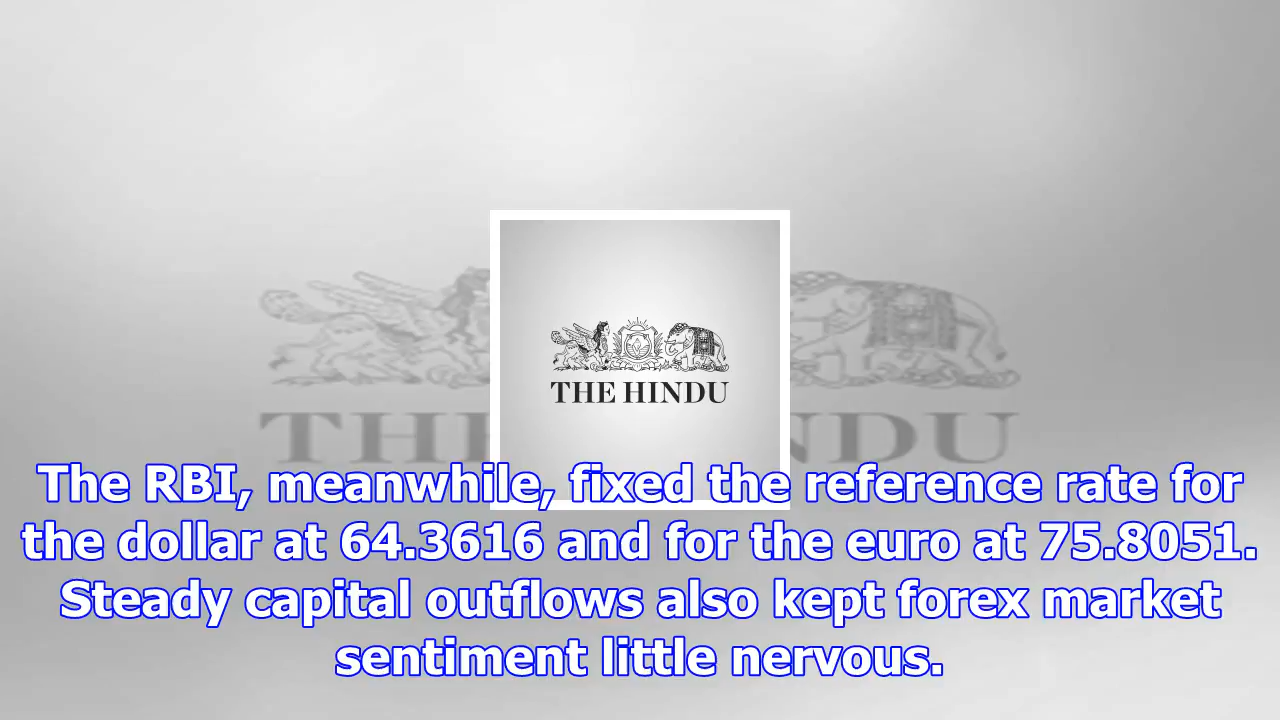 THE HINDU
The RBI, meanwhile, fixed the reference rate for
the dollar at 64.3616 and for the euro at 75.8051.
Steady capital outflows also kept forex market
sentiment little nervous.